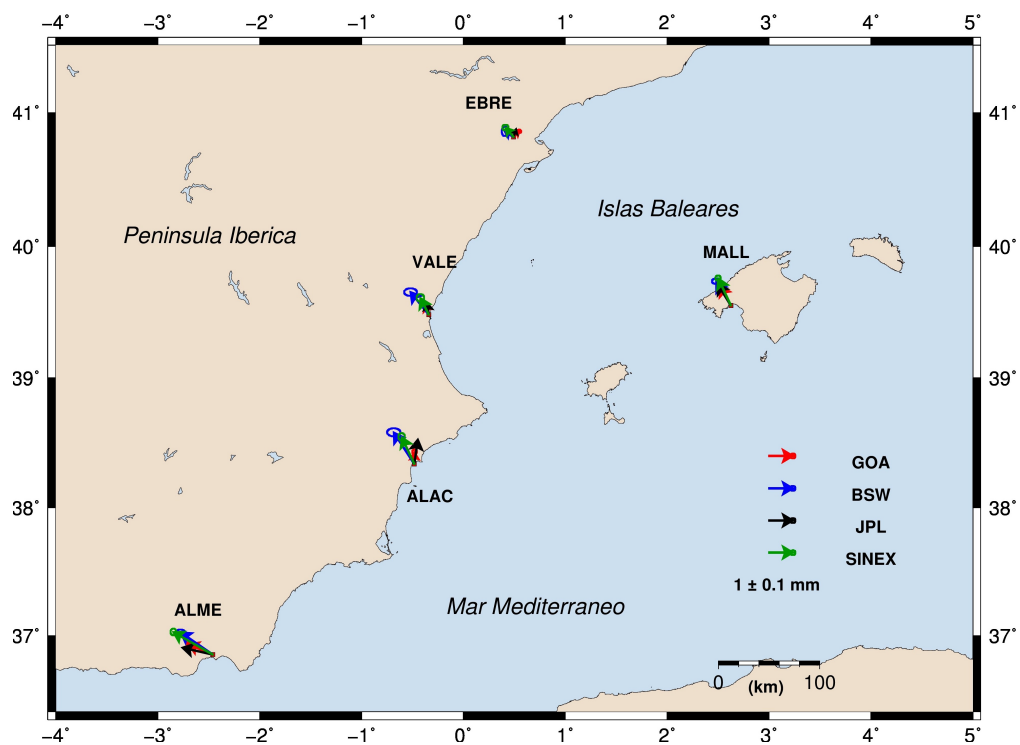 −4˚ −3˚ −2˚ −1˚ 0˚ 1˚ 2˚ 3˚ 4˚ 5˚
EBRE
41˚ 41˚
Islas Baleares
Peninsula Iberica
40˚ 40˚
MALL
VALE
39˚ 39˚
GOA
BSW
ALAC
38˚ 38˚
JPL
SINEX
1 ± 0.1 mm
Mar Mediterraneo
ALME
37˚ 37˚
0 (km) 100
−4˚ −3˚ −2˚ −1˚ 0˚ 1˚ 2˚ 3˚ 4˚ 5˚